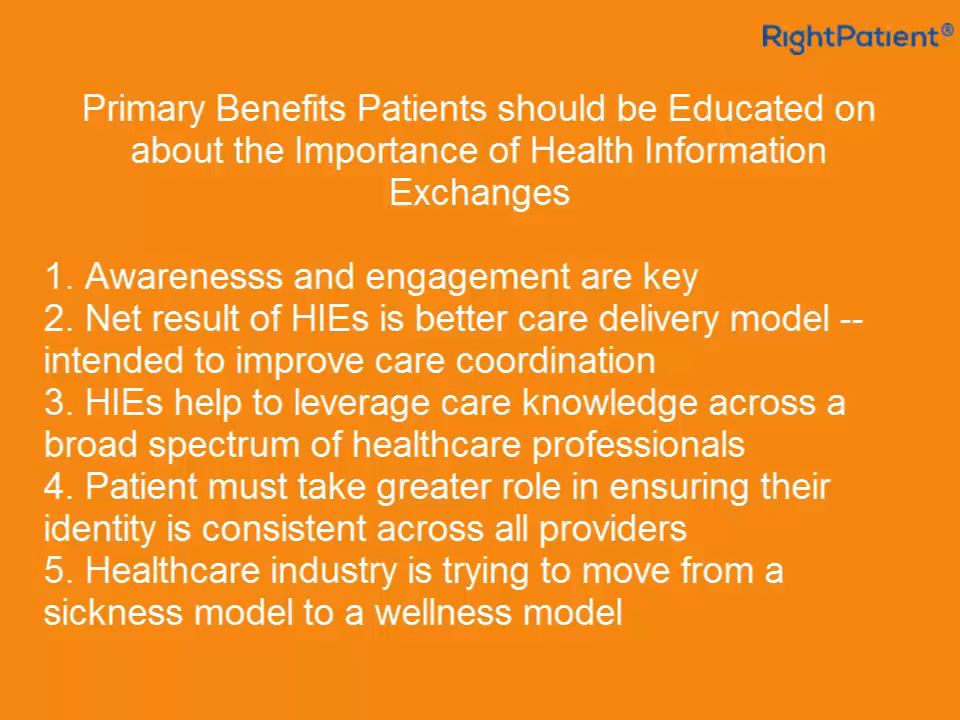 RightPatient®
Primary Benefits Patients should be Educated on
about the Importance of Health Information
Exchanges
1. Awarenesss and engagement are key
2. Net result of HIEs is better care delivery model --
intended to improve care coordination
3. HIEs help to leverage care knowledge across a
broad spectrum of healthcare professionals
4. Patient must take greater role in ensuring their
identity is consistent across all providers
5. Healthcare industry is trying to move from a
sickness model to a wellness model